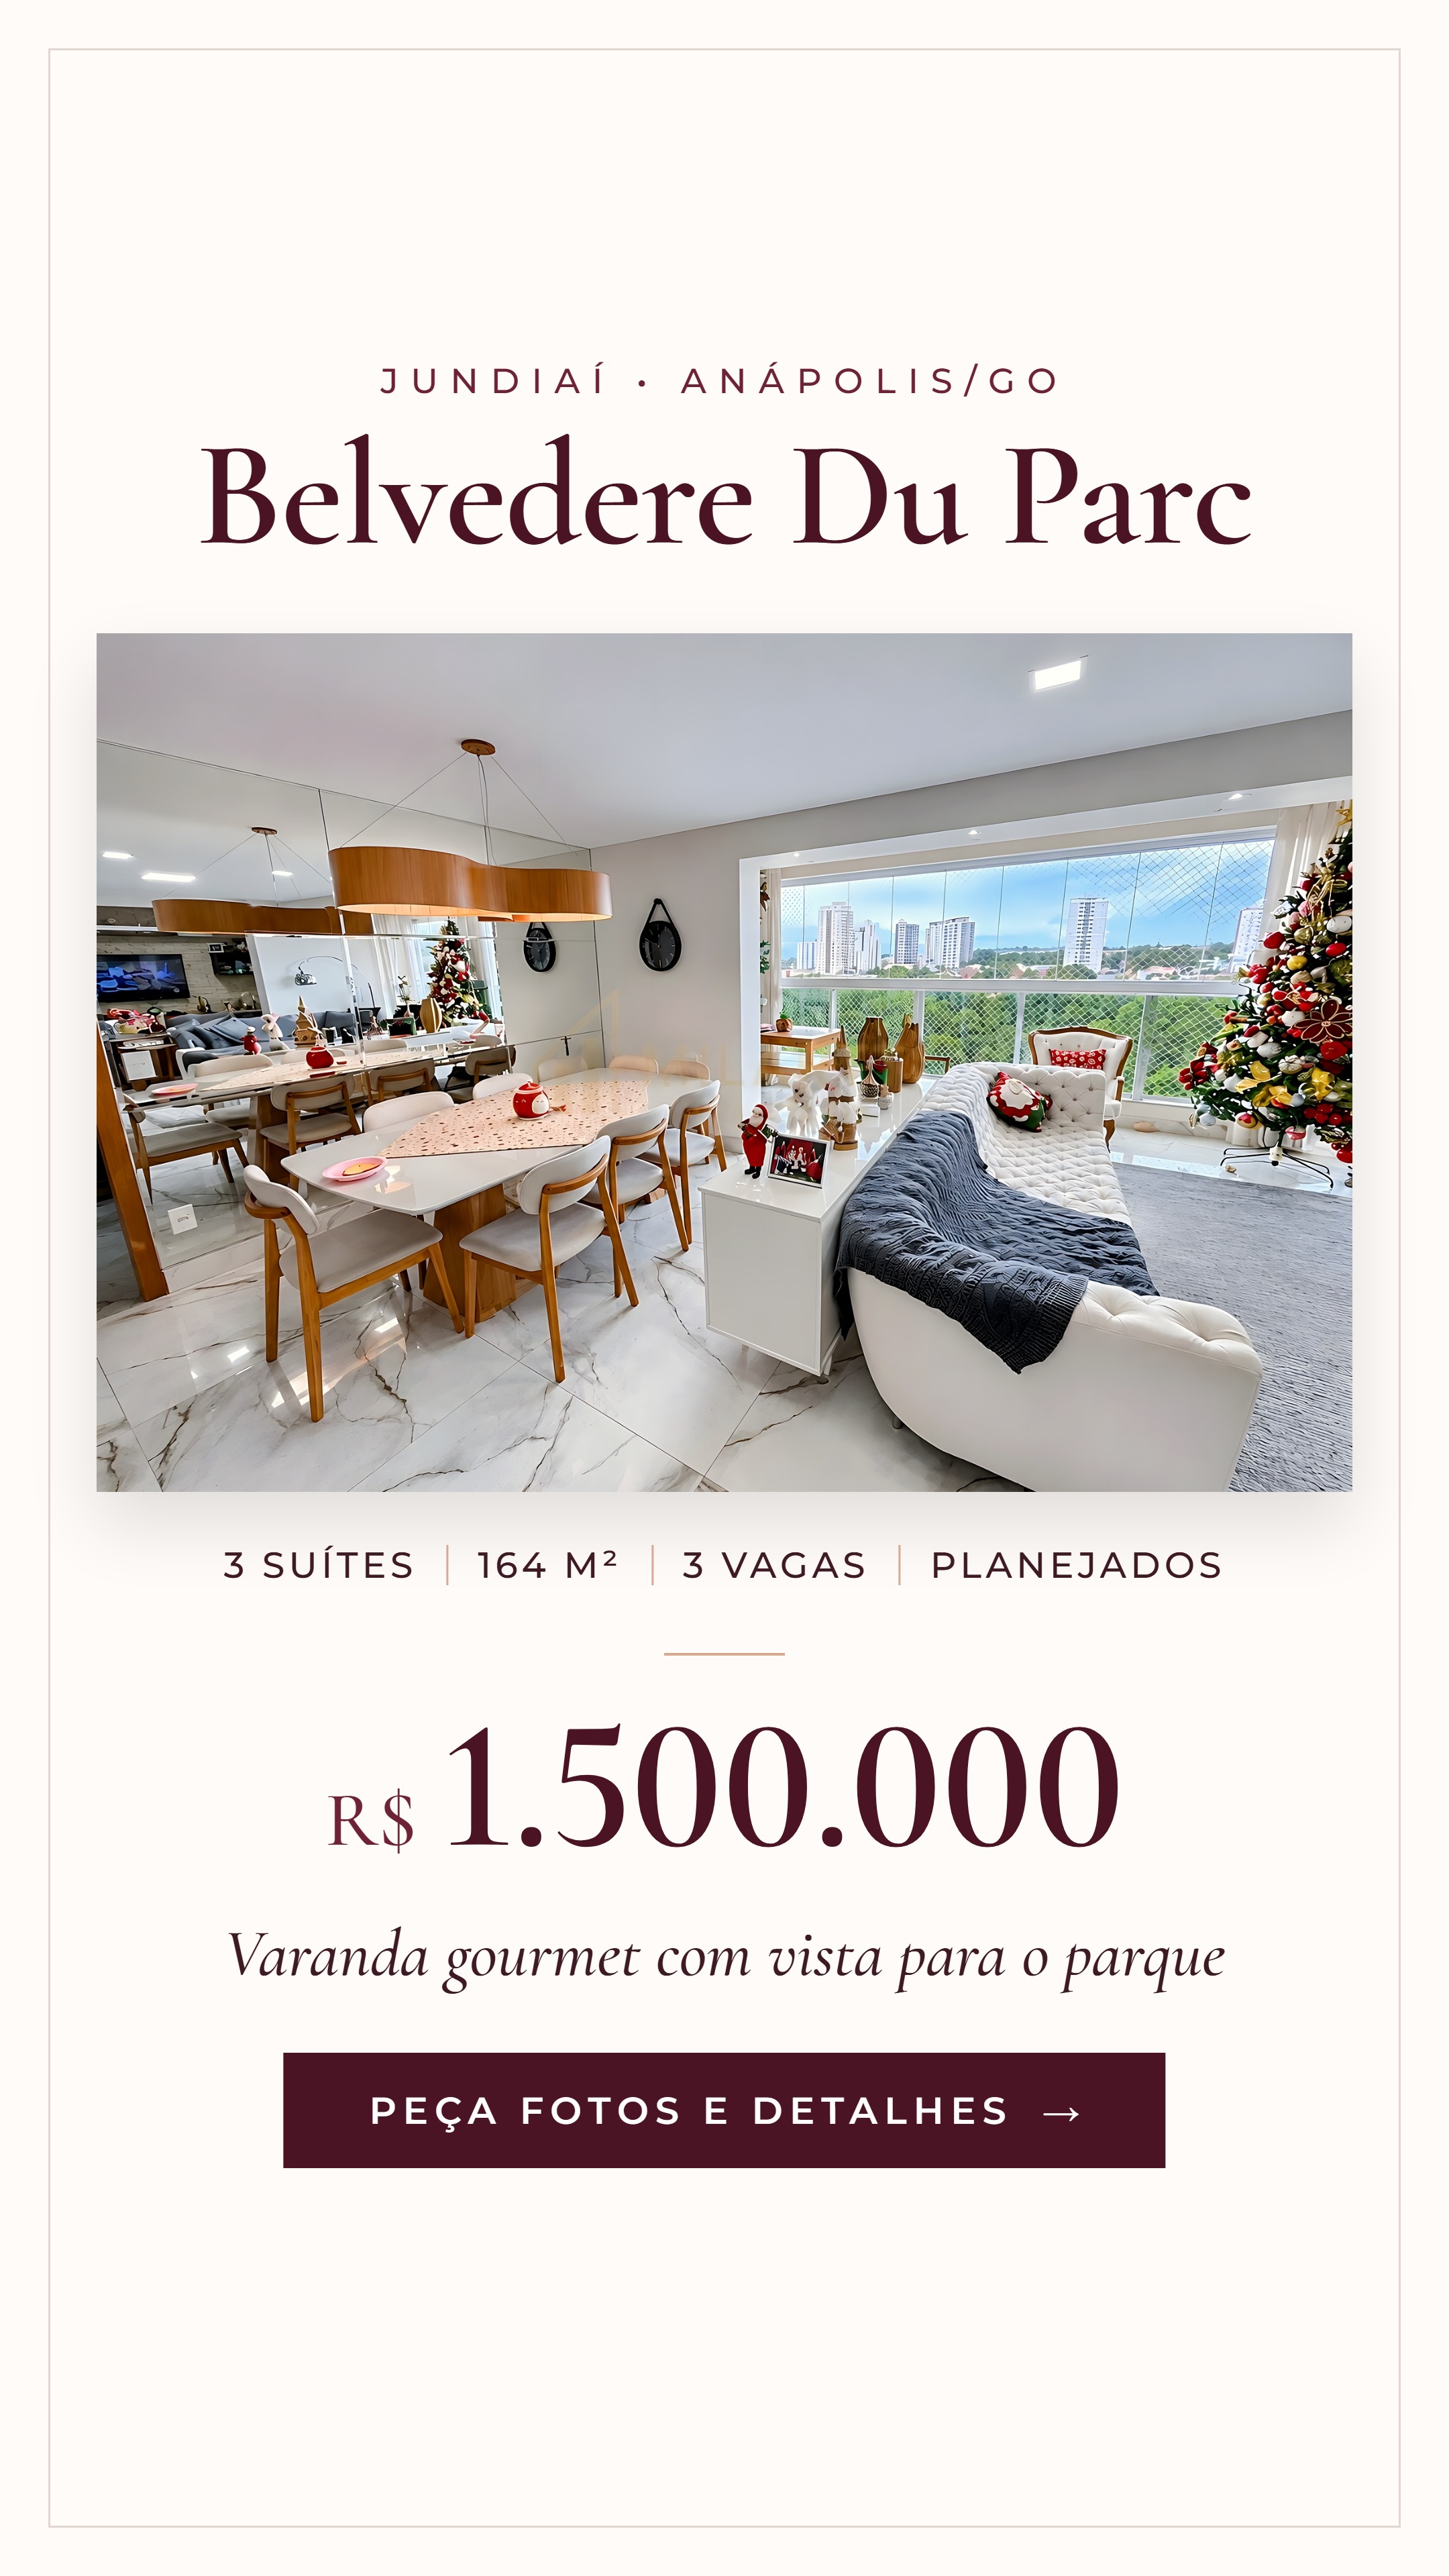 JUNDIAÍ • ANÁPOLIS/GO
Belvedere Du Parc
3 SUÍTES | 164 M² | 3 VAGAS | PLANEJADOS
R$ 1.500.000
Varanda gourmet com vista para o parque
PEÇA FOTOS E DETALHES →